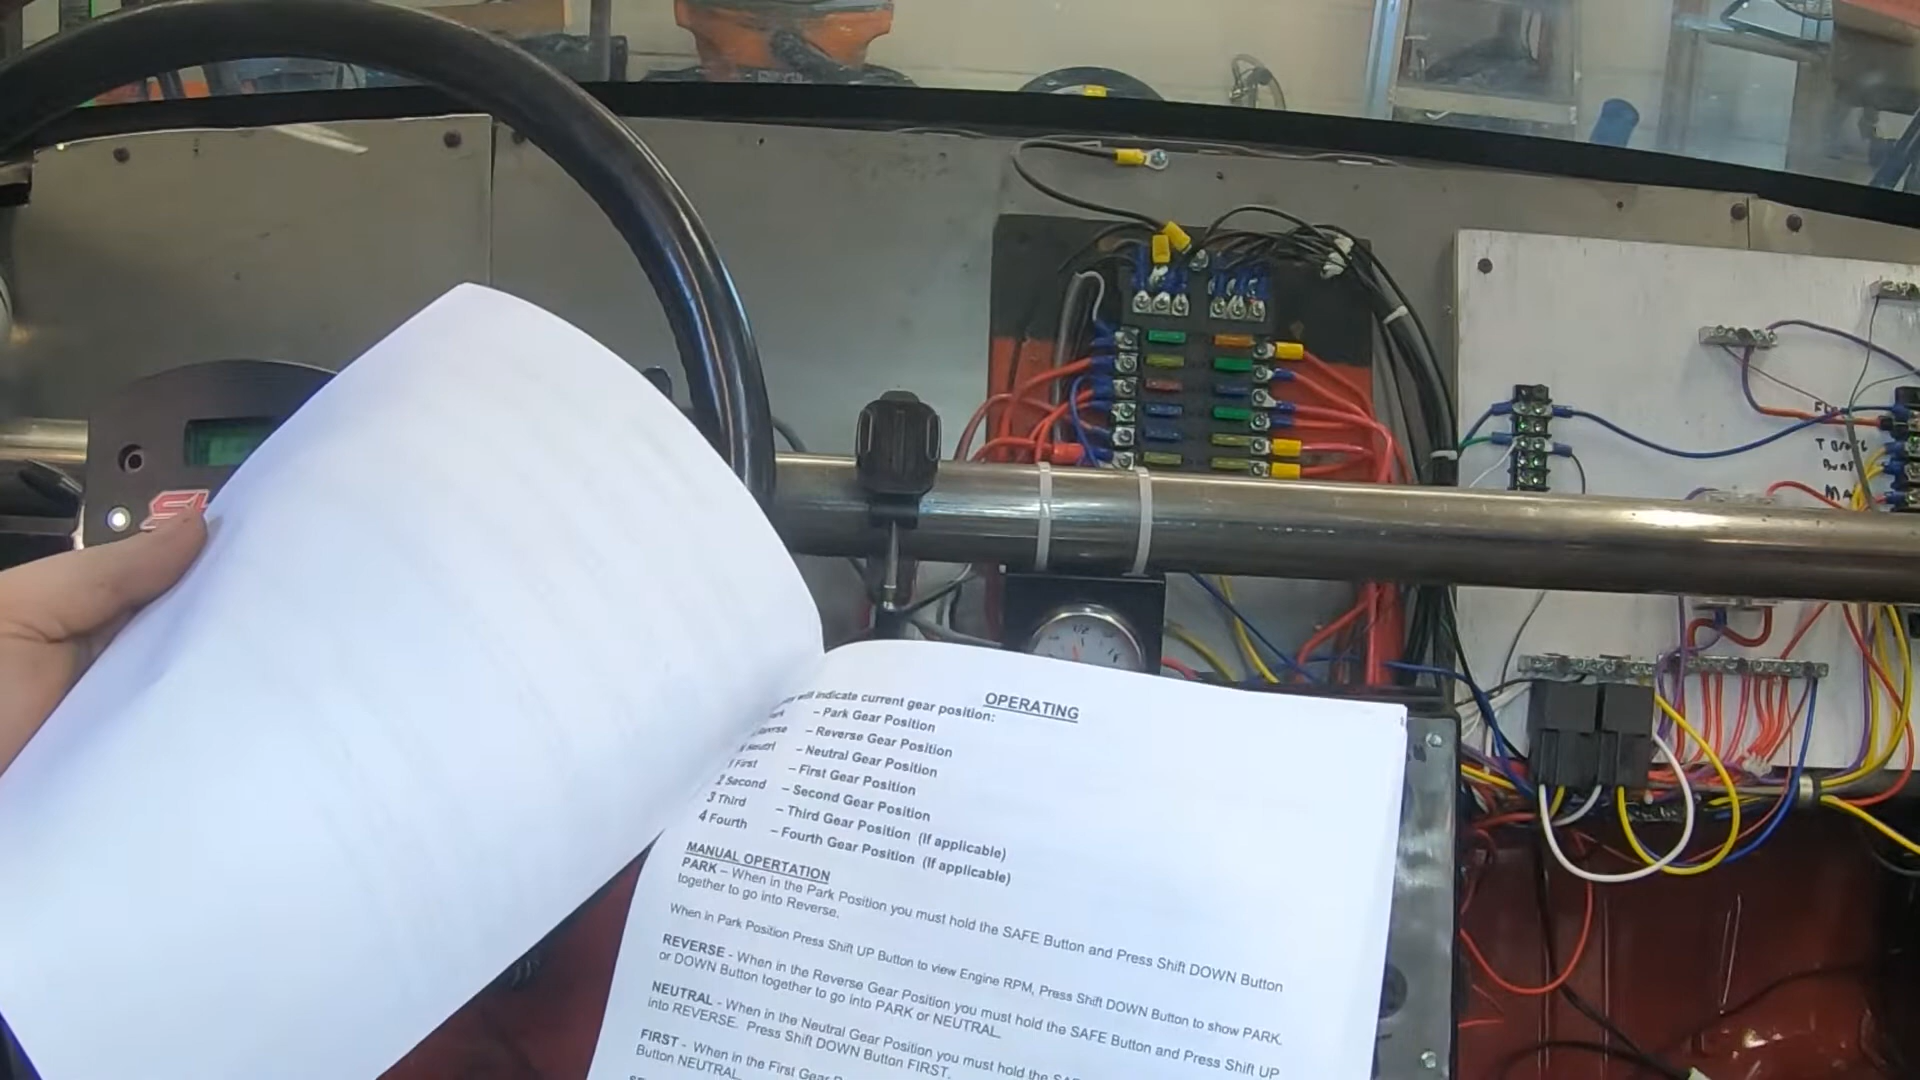 OPERATING
will indicate current gear position:
– Park Gear Position
– Reverse Gear Position
– Neutral Gear Position
1 First – First Gear Position
2 Second – Second Gear Position
3 Third – Third Gear Position (If applicable)
4 Fourth – Fourth Gear Position (If applicable)
MANUAL OPERTATION
PARK – When in the Park Position you must hold the SAFE Button and Press Shift DOWN Button
together to go into Reverse.
When in Park Position Press Shift UP Button to view Engine RPM, Press Shift DOWN Button to show PARK.
REVERSE - When in the Reverse Gear Position you must hold the SAFE Button and Press Shift UP
or DOWN Button together to go into PARK or NEUTRAL.
NEUTRAL - When in the Neutral Gear Position you must hold the
into REVERSE. Press Shift DOWN Button FIRST.
FIRST - When in the First Gear
Button NEUTRAL
1/2